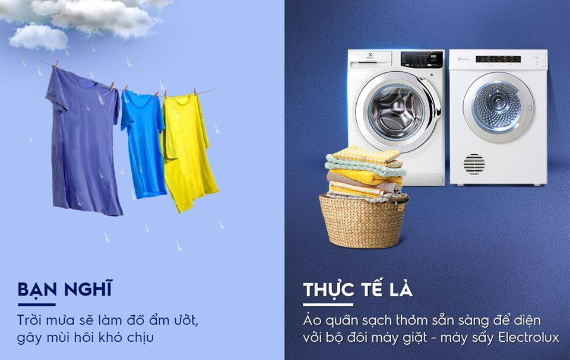 BẠN NGHĨ
Trời mưa sẽ làm đồ ẩm ướt,
gây mùi hôi khó chịu
THỰC TẾ LÀ
Áo quần sạch thơm sẵn sàng để diện
với bộ đôi máy giặt - máy sấy Electrolux